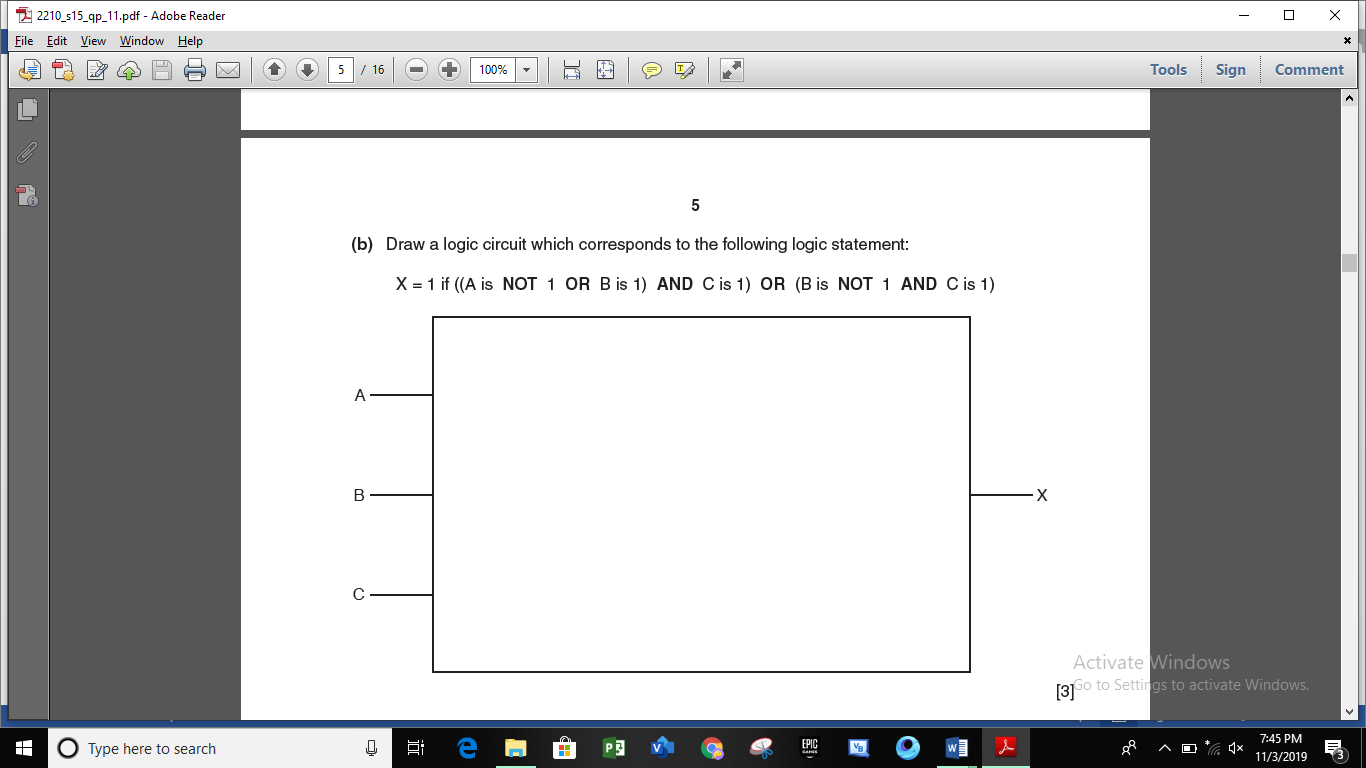 2210_s15_qp_11.pdf - Adobe Reader
File Edit View Window Help
5 / 16 100% Tools Sign Comment
5
(b) Draw a logic circuit which corresponds to the following logic statement:
X = 1 if ((A is NOT 1 OR B is 1) AND C is 1) OR (B is NOT 1 AND C is 1)
A
B
X
C
Activate Windows
Go to Settings to activate Windows.
[3]
Type here to search
7:45 PM
11/3/2019
3